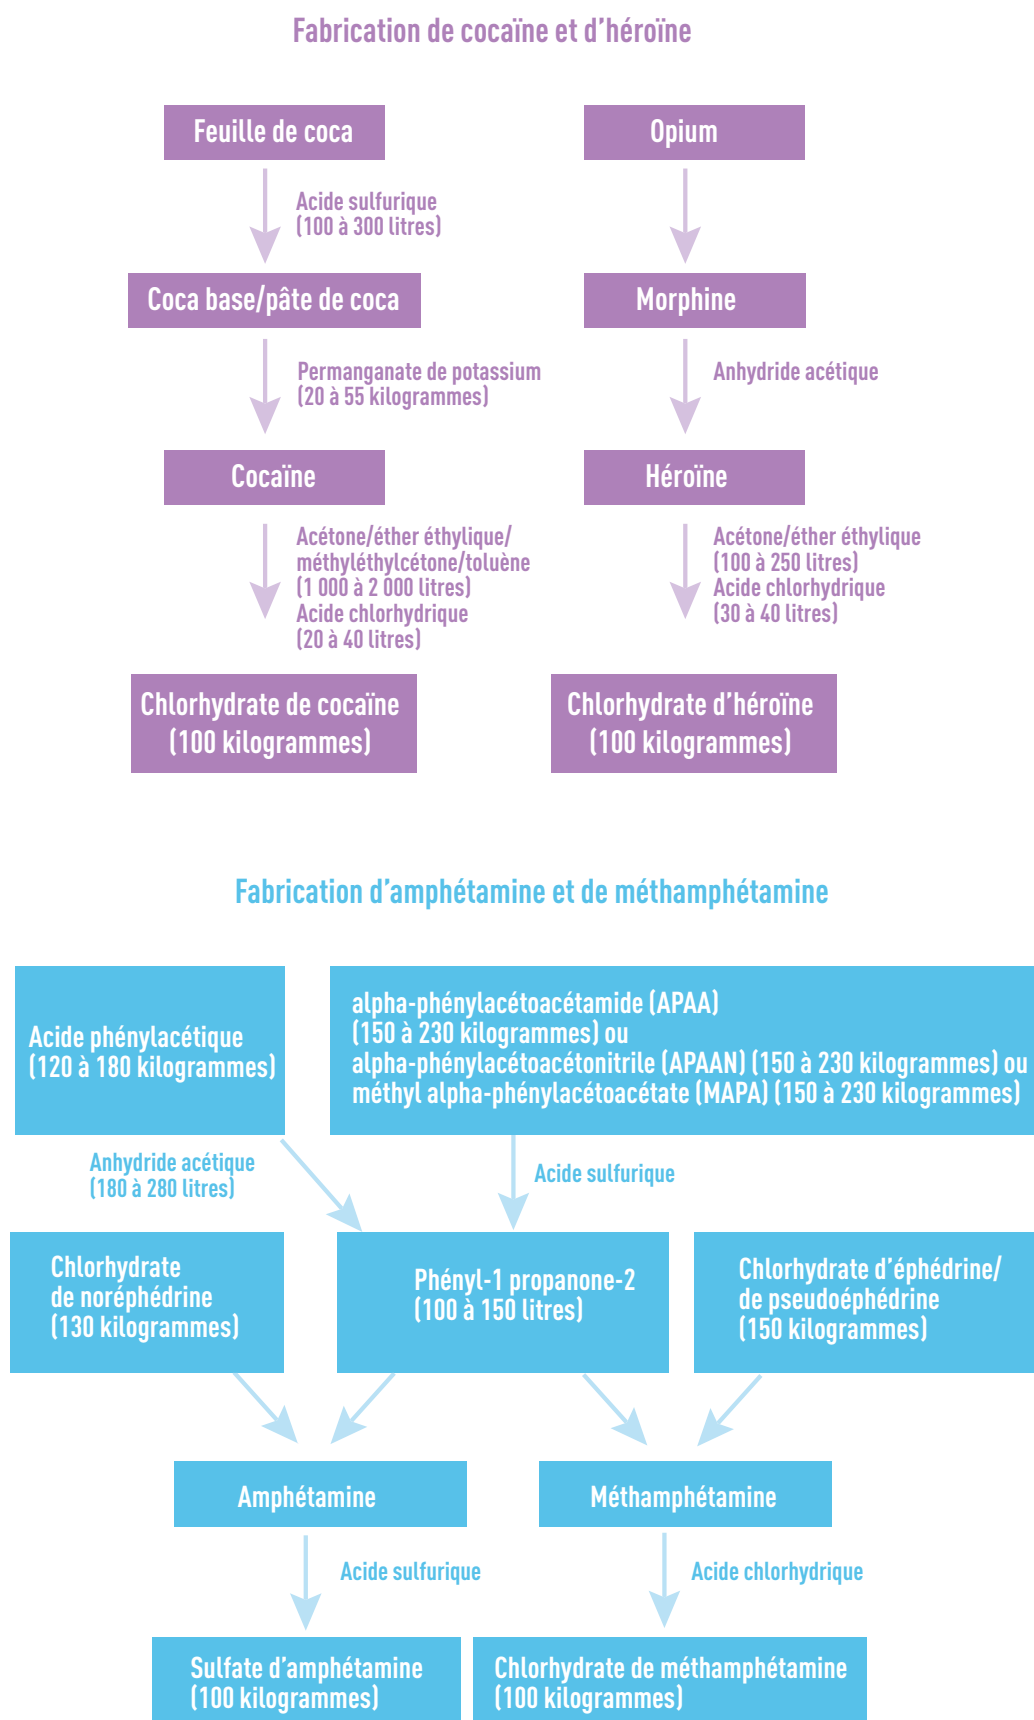 Fabrication de cocaïne et d’héroïne
Feuille de coca
Opium
Acide sulfurique
(100 à 300 litres)
Coca base/pâte de coca
Morphine
Permanganate de potassium
(20 à 55 kilogrammes)
Anhydride acétique
Cocaïne
Héroïne
Acétone/éther éthylique/
méthyléthylcétone/toluène
(1 000 à 2 000 litres)
Acide chlorhydrique
(20 à 40 litres)
Acétone/éther éthylique
(100 à 250 litres)
Acide chlorhydrique
(30 à 40 litres)
Chlorhydrate de cocaïne
(100 kilogrammes)
Chlorhydrate d’héroïne
(100 kilogrammes)
Fabrication d’amphétamine et de méthamphétamine
Acide phénylacétique
(120 à 180 kilogrammes)
alpha-phénylacétoacétamide (APAA)
(150 à 230 kilogrammes) ou
alpha-phénylacétoacétonitrile (APAAN) (150 à 230 kilogrammes) ou
méthyl alpha-phénylacétoacétate (MAPA) (150 à 230 kilogrammes)
Anhydride acétique
(180 à 280 litres)
Acide sulfurique
Chlorhydrate
de noréphédrine
(130 kilogrammes)
Phényl-1 propanone-2
(100 à 150 litres)
Chlorhydrate d’éphédrine/
de pseudoéphédrine
(150 kilogrammes)
Amphétamine
Méthamphétamine
Acide sulfurique
Acide chlorhydrique
Sulfate d’amphétamine
(100 kilogrammes)
Chlorhydrate de méthamphétamine
(100 kilogrammes)